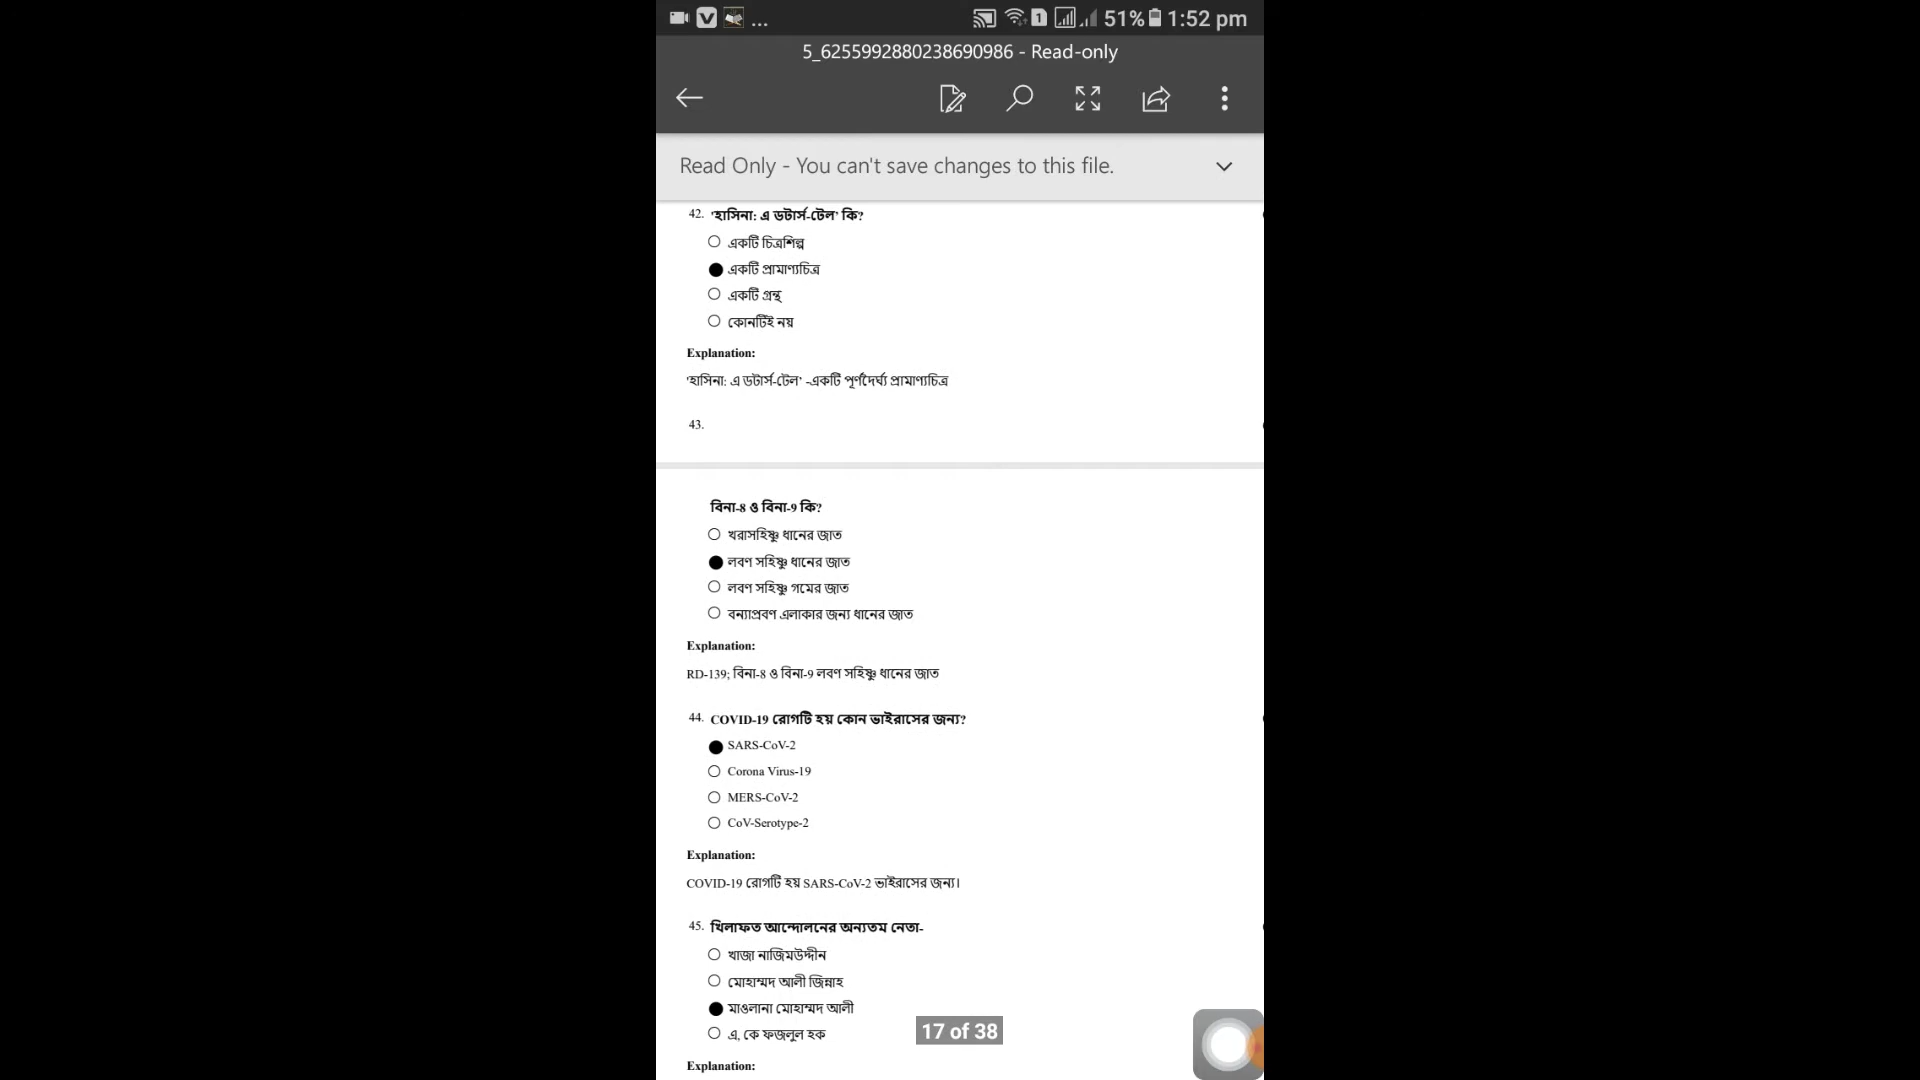 ... 1 51% 1:52 pm
5_6255992880238690986 - Read-only
Read Only - You can't save changes to this file.
42. 'হাসিনা: এ ডটার্স-টেল' কি?
একটি চিত্রশিল্প
একটি প্রামাণ্যচিত্র
একটি গ্রন্থ
কোনটিই নয়
Explanation:
'হাসিনা: এ ডটার্স-টেল' -একটি পূর্ণদৈর্ঘ্য প্রামাণ্যচিত্র
43.
বিনা-8 ও বিনা-9 কি?
খরাসহিষ্ণু ধানের জাত
লবণ সহিষ্ণু ধানের জাত
লবণ সহিষ্ণু গমের জাত
বন্যাপ্রবণ এলাকার জন্য ধানের জাত
Explanation:
RD-139; বিনা-8 ও বিনা-9 লবণ সহিষ্ণু ধানের জাত
44. COVID-19 রোগটি হয় কোন ভাইরাসের জন্য?
SARS-CoV-2
Corona Virus-19
MERS-CoV-2
CoV-Serotype-2
Explanation:
COVID-19 রোগটি হয় SARS-CoV-2 ভাইরাসের জন্য।
45. খিলাফত আন্দোলনের অন্যতম নেতা-
খাজা নাজিমউদ্দীন
মোহাম্মদ আলী জিন্নাহ
মাওলানা মোহাম্মদ আলী
এ, কে ফজলুল হক
17 of 38
Explanation: